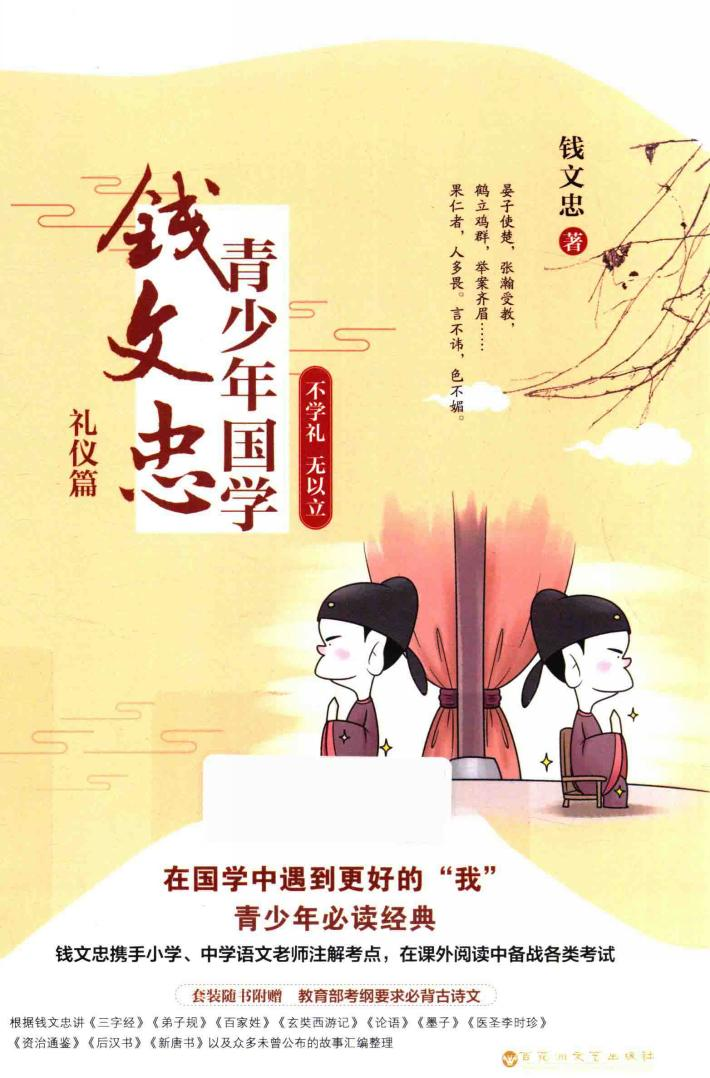 钱文忠
青少年国学
礼仪篇
不学礼 无以立
钱文忠 著
晏子使楚，张瀚受教，
鹤立鸡群，举案齐眉……
果仁者，人多畏。言不讳，色不媚。
在国学中遇到更好的“我”
青少年必读经典
钱文忠携手小学、中学语文老师注解考点，在课外阅读中备战各类考试
套装随书附赠 教育部考纲要求必背古诗文
根据钱文忠讲《三字经》《弟子规》《百家姓》《玄奘西游记》《论语》《墨子》《医圣李时珍》
《资治通鉴》《后汉书》《新唐书》以及众多未曾公布的故事汇编整理
百花洲文艺出版社